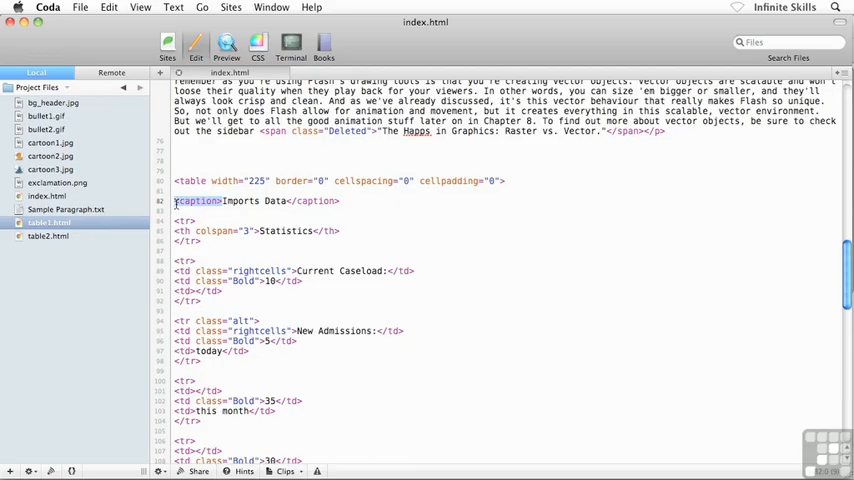 Coda File Edit View Text Go Sites Window Help Infinite Skills
index.html
Sites Edit Preview CSS Terminal Books
Files
Search Files
Local Remote
index.html
Project Files
bg_header.jpg
bullet1.gif
bullet2.gif
cartoon1.jpg
cartoon2.jpg
cartoon3.jpg
exclamation.png
index.html
Sample Paragraph.txt
table1.html
table2.html
remember as you're using Flash's drawing tools is that you're creating vector objects. Vector objects are scalable and won't
loose their quality when they play back for your viewers. In other words, you can size 'em bigger or smaller, and they'll
always look crisp and clean. And as we've already discussed, it's this vector behaviour that really makes Flash so unique.
So, not only does Flash allow for animation and movement, but it creates everything in this scalable, vector environment.
But we'll get to all the good animation stuff later on in Chapter 8. To find out more about vector objects, be sure to check
out the sidebar <span class="Deleted">"The Happs in Graphics: Raster vs. Vector."</span></p>
76
77
78
79
80 <table width="225" border="0" cellspacing="0" cellpadding="0">
81
82 <caption>Imports Data</caption>
83
84 <tr>
85 <th colspan="3">Statistics</th>
86 </tr>
87
88 <tr>
89 <td class="rightcells">Current Caseload:</td>
90 <td class="Bold">10</td>
91 <td></td>
92 </tr>
93
94 <tr class="alt">
95 <td class="rightcells">New Admissions:</td>
96 <td class="Bold">5</td>
97 <td>today</td>
98 </tr>
99
100 <tr>
101 <td></td>
102 <td class="Bold">35</td>
103 <td>this month</td>
104 </tr>
105
106 <tr>
107 <td></td>
108 <td class="Bold">30</td>
Share Hints Clips